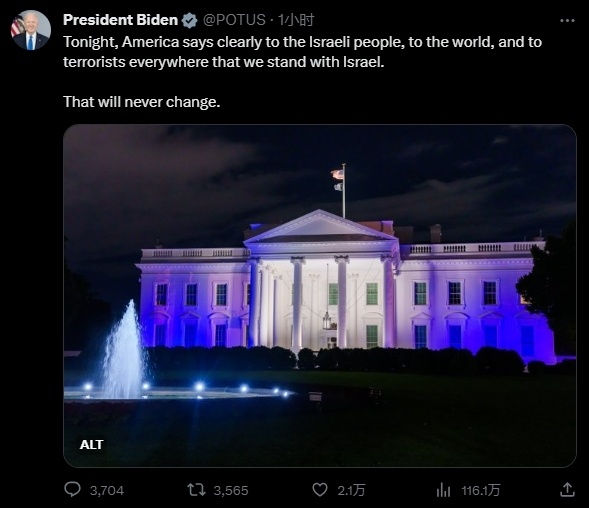 President Biden @POTUS · 1小时
Tonight, America says clearly to the Israeli people, to the world, and to
terrorists everywhere that we stand with Israel.
That will never change.
ALT
3,704 3,565 2.1万 116.1万